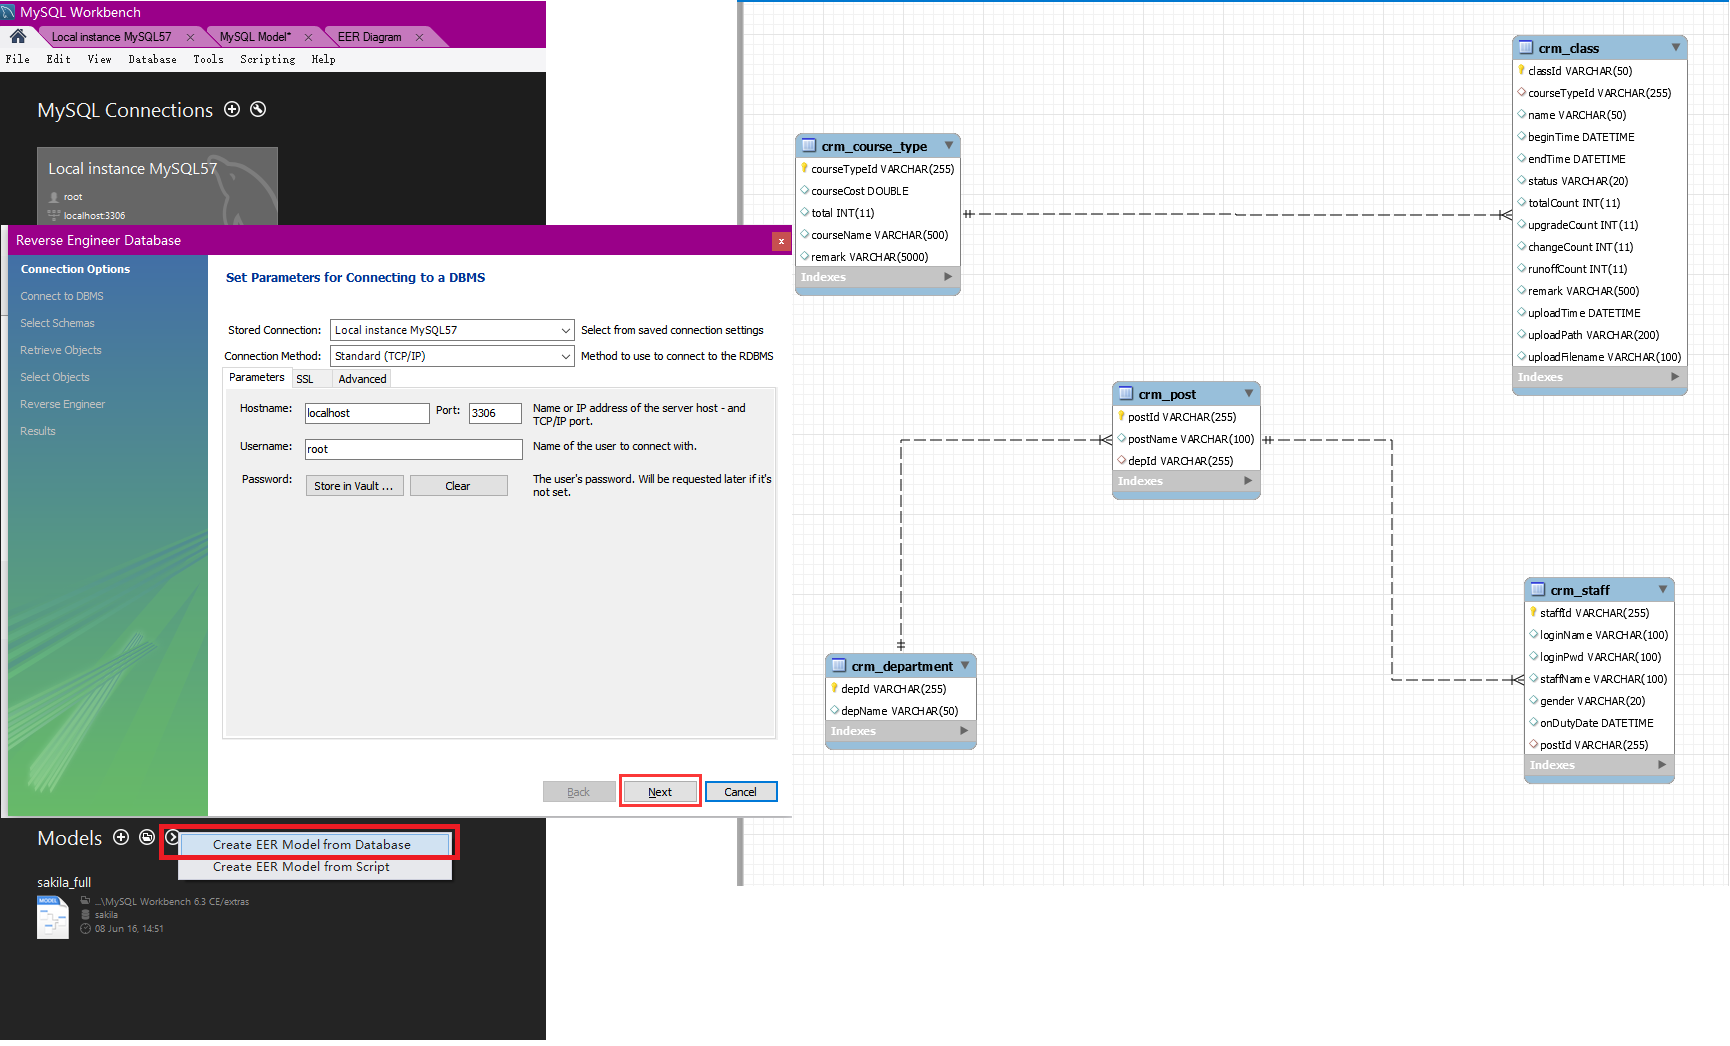 MySQL Workbench
Local instance MySQL57
MySQL Model*
EER Diagram
File Edit View Database Tools Scripting Help
MySQL Connections
Local instance MySQL57
root
localhost:3306
Reverse Engineer Database
Connection Options
Connect to DBMS
Select Schemas
Retrieve Objects
Select Objects
Reverse Engineer
Results
Set Parameters for Connecting to a DBMS
Stored Connection: Local instance MySQL57 Select from saved connection settings
Connection Method: Standard (TCP/IP) Method to use to connect to the RDBMS
Parameters SSL Advanced
Hostname: localhost Port: 3306 Name or IP address of the server host - and
TCP/IP port.
Username: root Name of the user to connect with.
Password: Store in Vault ... Clear The user's password. Will be requested later if it's
not set.
Back Next Cancel
Models
Create EER Model from Database
Create EER Model from Script
sakila_full
MODEL
...\MySQL Workbench 6.3 CE/extras
sakila
08 Jun 16, 14:51
crm_course_type
courseTypeId VARCHAR(255)
courseCost DOUBLE
total INT(11)
courseName VARCHAR(500)
remark VARCHAR(5000)
Indexes
crm_class
classId VARCHAR(50)
courseTypeId VARCHAR(255)
name VARCHAR(50)
beginTime DATETIME
endTime DATETIME
status VARCHAR(20)
totalCount INT(11)
upgradeCount INT(11)
changeCount INT(11)
runoffCount INT(11)
remark VARCHAR(500)
uploadTime DATETIME
uploadPath VARCHAR(200)
uploadFilename VARCHAR(100)
Indexes
crm_post
postId VARCHAR(255)
postName VARCHAR(100)
depId VARCHAR(255)
Indexes
crm_department
depId VARCHAR(255)
depName VARCHAR(50)
Indexes
crm_staff
staffId VARCHAR(255)
loginName VARCHAR(100)
loginPwd VARCHAR(100)
staffName VARCHAR(100)
gender VARCHAR(20)
onDutyDate DATETIME
postId VARCHAR(255)
Indexes